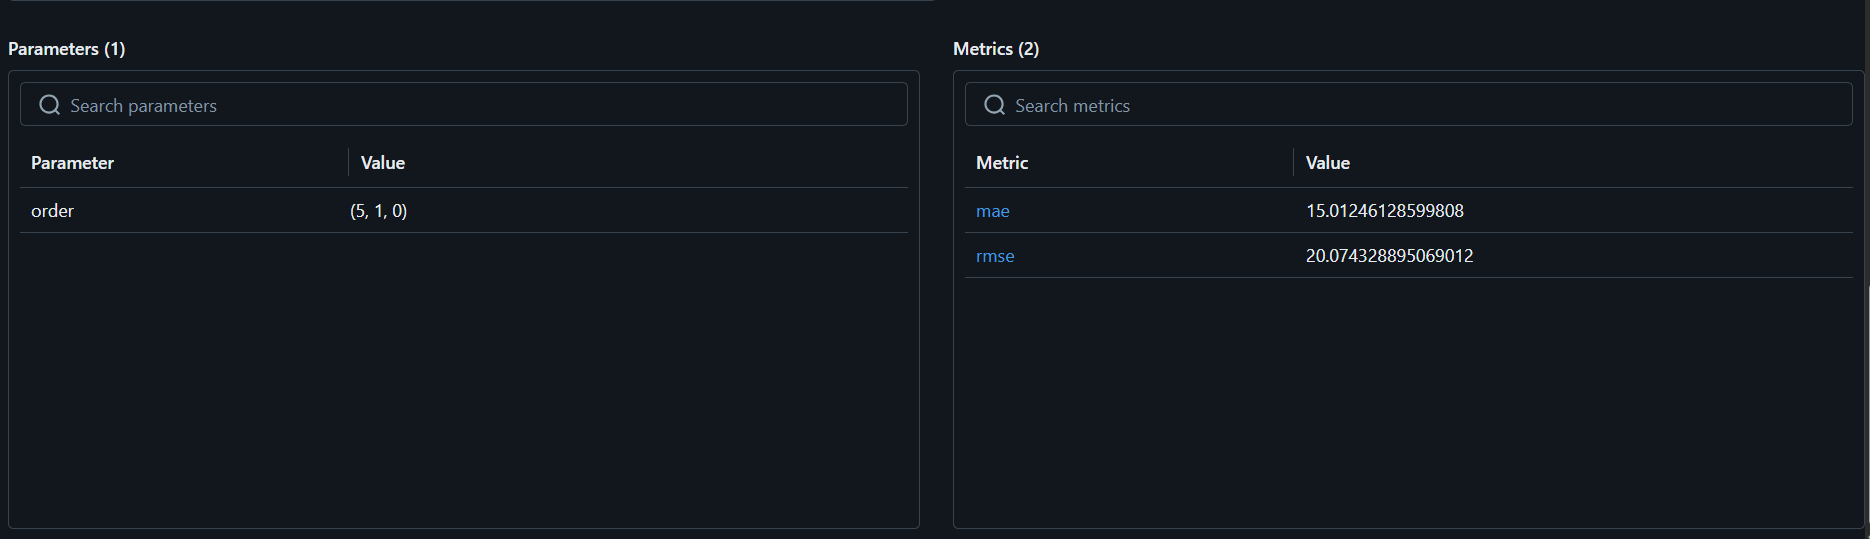 Parameters (1)
Search parameters
Parameter Value
order (5, 1, 0)
Metrics (2)
Search metrics
Metric Value
mae 15.01246128599808
rmse 20.074328895069012